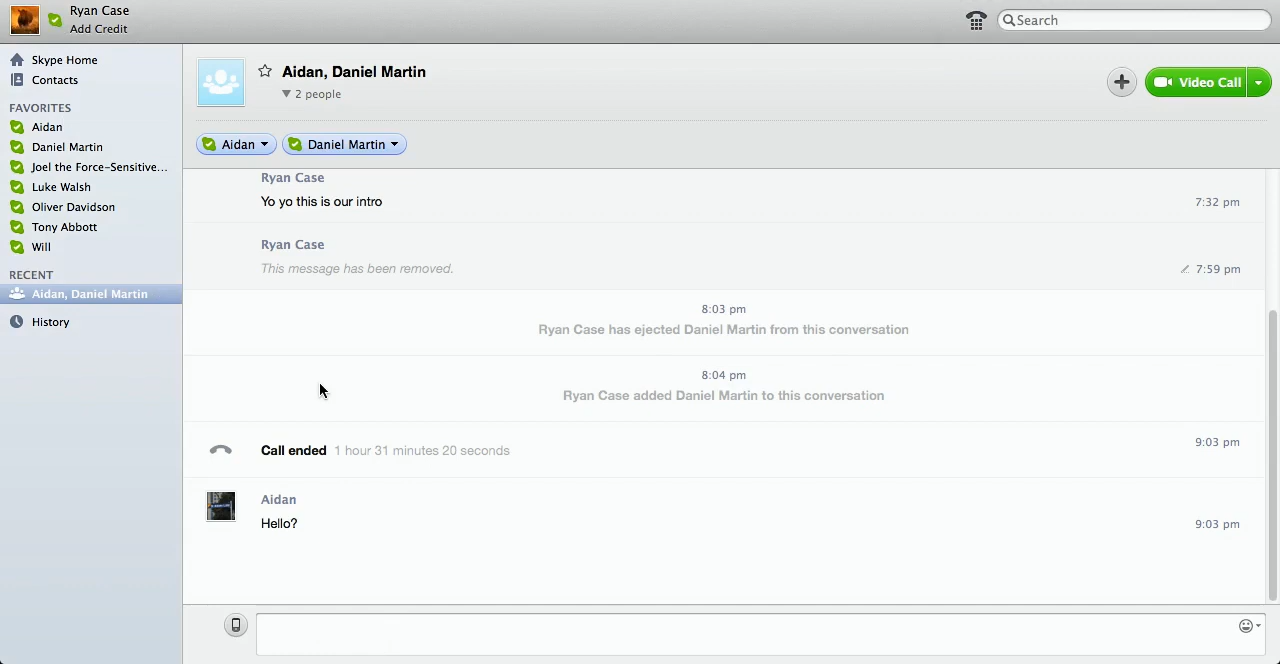 Ryan Case
Add Credit
Search
Skype Home
Contacts
FAVORITES
Aidan
Daniel Martin
Joel the Force-Sensitive...
Luke Walsh
Oliver Davidson
Tony Abbott
Will
RECENT
Aidan, Daniel Martin
History
Aidan, Daniel Martin
2 people
Video Call
Aidan Daniel Martin
Ryan Case
Yo yo this is our intro 7:32 pm
Ryan Case
This message has been removed. 7:59 pm
8:03 pm
Ryan Case has ejected Daniel Martin from this conversation
8:04 pm
Ryan Case added Daniel Martin to this conversation
Call ended 1 hour 31 minutes 20 seconds 9:03 pm
Aidan
Hello? 9:03 pm